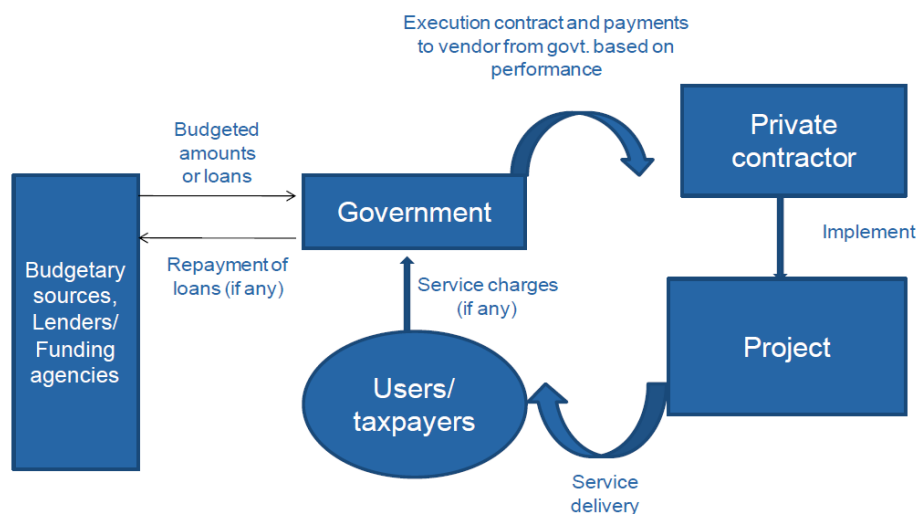 Execution contract and payments
to vendor from govt. based on
performance
Private
contractor
Budgeted
amounts
or loans
Government
Implement
Repayment of
loans (if any)
Service charges
(if any)
Budgetary
sources,
Lenders/
Funding
agencies
Project
Users/
taxpayers
Service
delivery